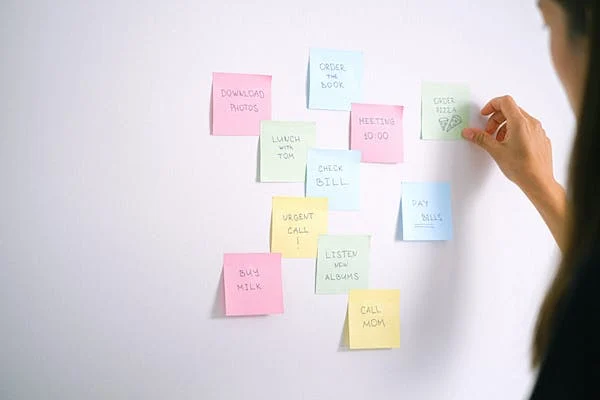 ORDER
THE
BOOK
DOWNLOAD
PHOTOS
ORDER
PIZZA
MEETING
10:00
LUNCH
WITH
TOM
CHECK
BILL
PAY
BILLS
URGENT
CALL
!
LISTEN
NEW
ALBUMS
BUY
MILK
CALL
MOM